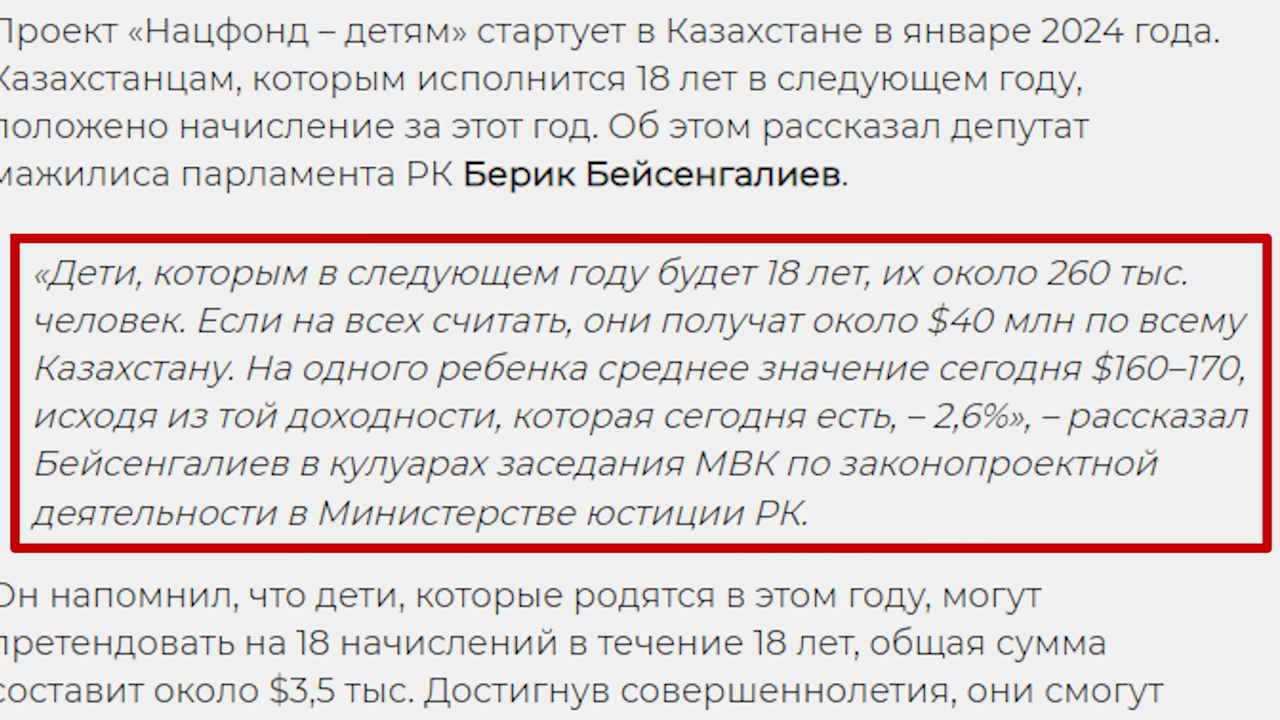 Проект «Нацфонд – детям» стартует в Казахстане в январе 2024 года.
Казахстанцам, которым исполнится 18 лет в следующем году,
положено начисление за этот год. Об этом рассказал депутат
мажилиса парламента РК Берик Бейсенгалиев.
«Дети, которым в следующем году будет 18 лет, их около 260 тыс.
человек. Если на всех считать, они получат около $40 млн по всему
Казахстану. На одного ребенка среднее значение сегодня $160–170,
исходя из той доходности, которая сегодня есть, – 2,6%», – рассказал
Бейсенгалиев в кулуарах заседания МВК по законопроектной
деятельности в Министерстве юстиции РК.
Он напомнил, что дети, которые родятся в этом году, могут
претендовать на 18 начислений в течение 18 лет, общая сумма
составит около $3,5 тыс. Достигнув совершеннолетия, они смогут